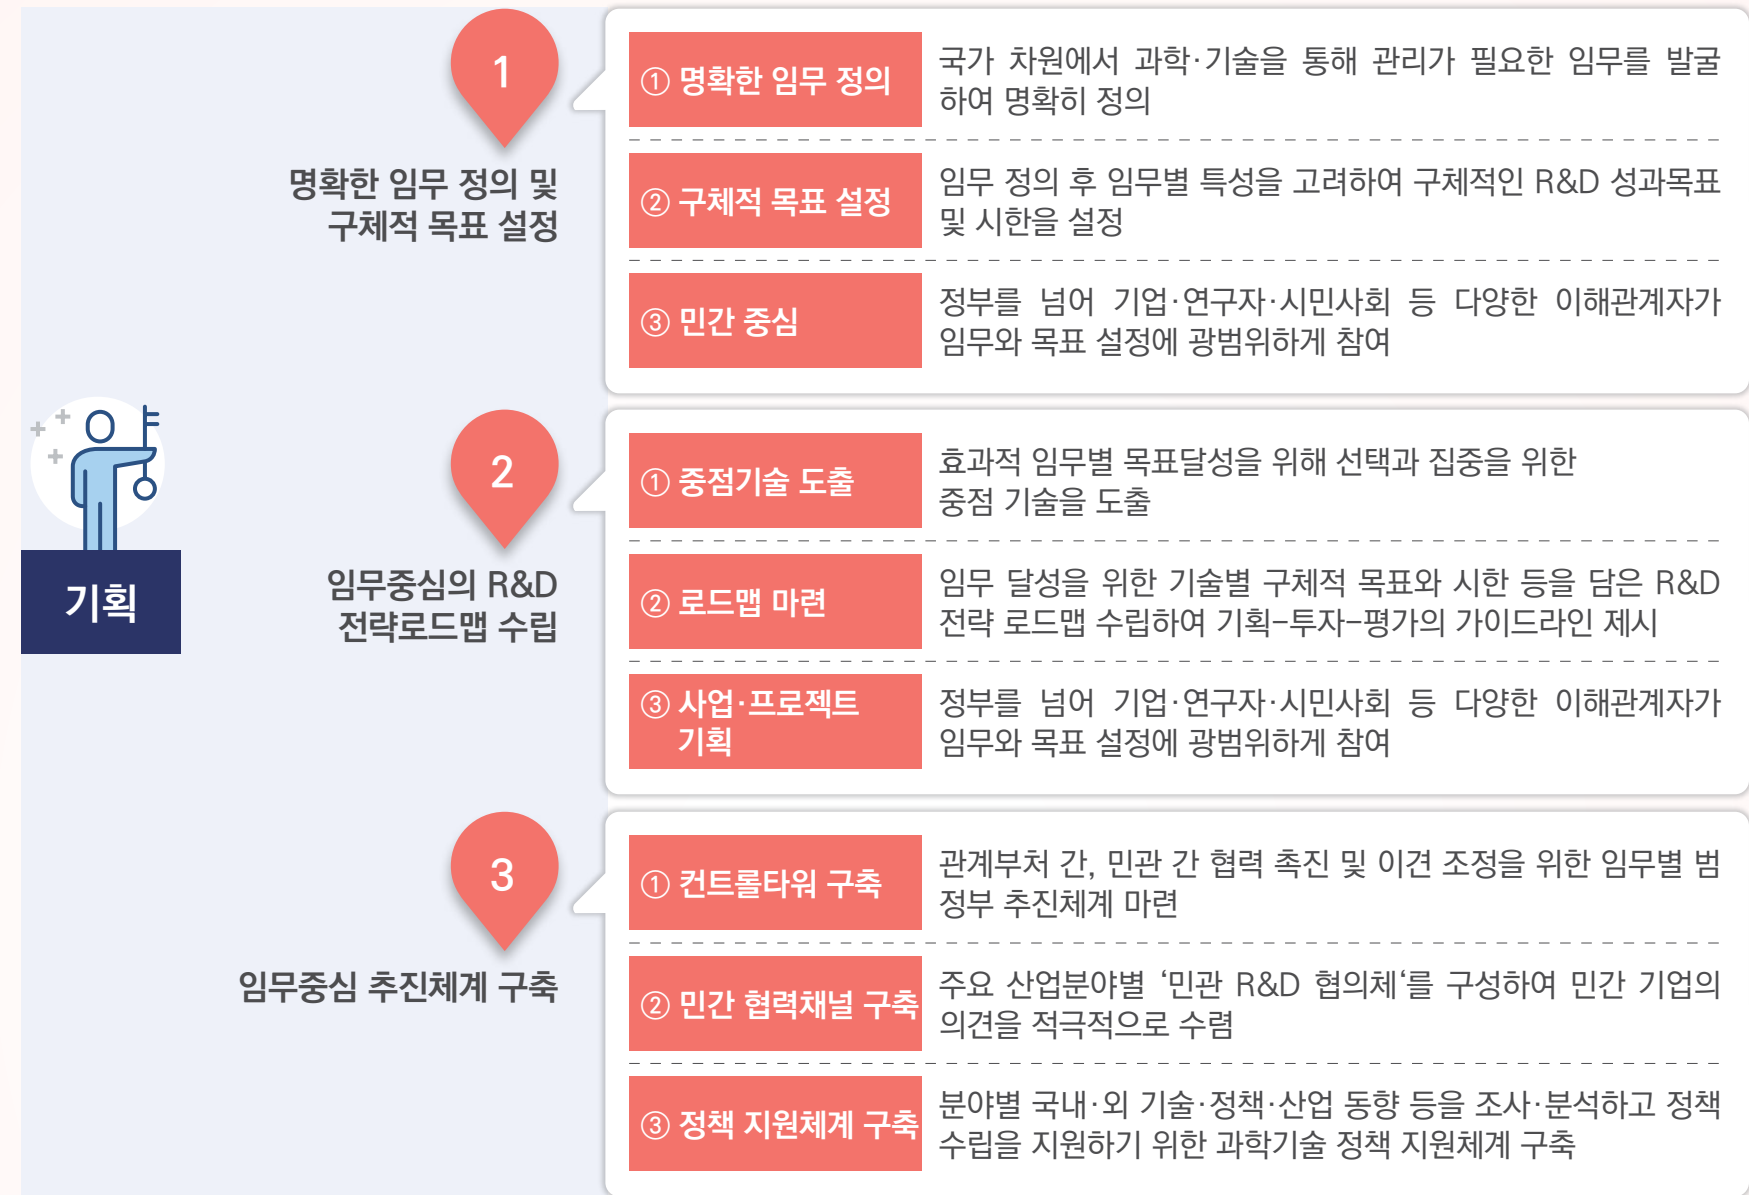 1
명확한 임무 정의 및
구체적 목표 설정
① 명확한 임무 정의
국가 차원에서 과학·기술을 통해 관리가 필요한 임무를 발굴
하여 명확히 정의
② 구체적 목표 설정
임무 정의 후 임무별 특성을 고려하여 구체적인 R&D 성과목표
및 시한을 설정
③ 민간 중심
정부를 넘어 기업·연구자·시민사회 등 다양한 이해관계자가
임무와 목표 설정에 광범위하게 참여
기획
2
임무중심의 R&D
전략로드맵 수립
① 중점기술 도출
효과적 임무별 목표달성을 위해 선택과 집중을 위한
중점 기술을 도출
② 로드맵 마련
임무 달성을 위한 기술별 구체적 목표와 시한 등을 담은 R&D
전략 로드맵 수립하여 기획-투자-평가의 가이드라인 제시
③ 사업·프로젝트
기획
정부를 넘어 기업·연구자·시민사회 등 다양한 이해관계자가
임무와 목표 설정에 광범위하게 참여
3
임무중심 추진체계 구축
① 컨트롤타워 구축
관계부처 간, 민관 간 협력 촉진 및 이견 조정을 위한 임무별 범
정부 추진체계 마련
② 민간 협력채널 구축
주요 산업분야별 ‘민관 R&D 협의체‘를 구성하여 민간 기업의
의견을 적극적으로 수렴
③ 정책 지원체계 구축
분야별 국내·외 기술·정책·산업 동향 등을 조사·분석하고 정책
수립을 지원하기 위한 과학기술 정책 지원체계 구축